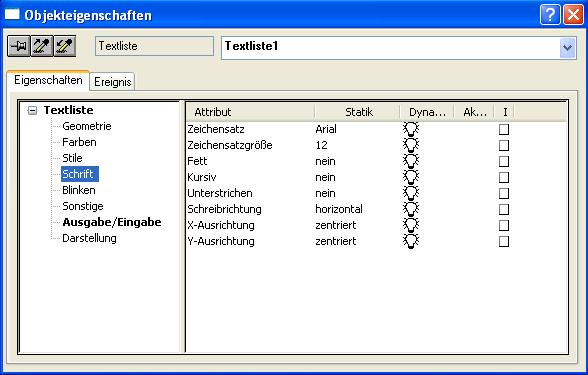 Objekteigenschaften
Textliste Textliste1
Eigenschaften Ereignis
Textliste
Geometrie
Farben
Stile
Schrift
Blinken
Sonstige
Ausgabe/Eingabe
Darstellung
Attribut Statik Dyna... Ak... I
Zeichensatz Arial
Zeichensatzgröße 12
Fett nein
Kursiv nein
Unterstrichen nein
Schreibrichtung horizontal
X-Ausrichtung zentriert
Y-Ausrichtung zentriert